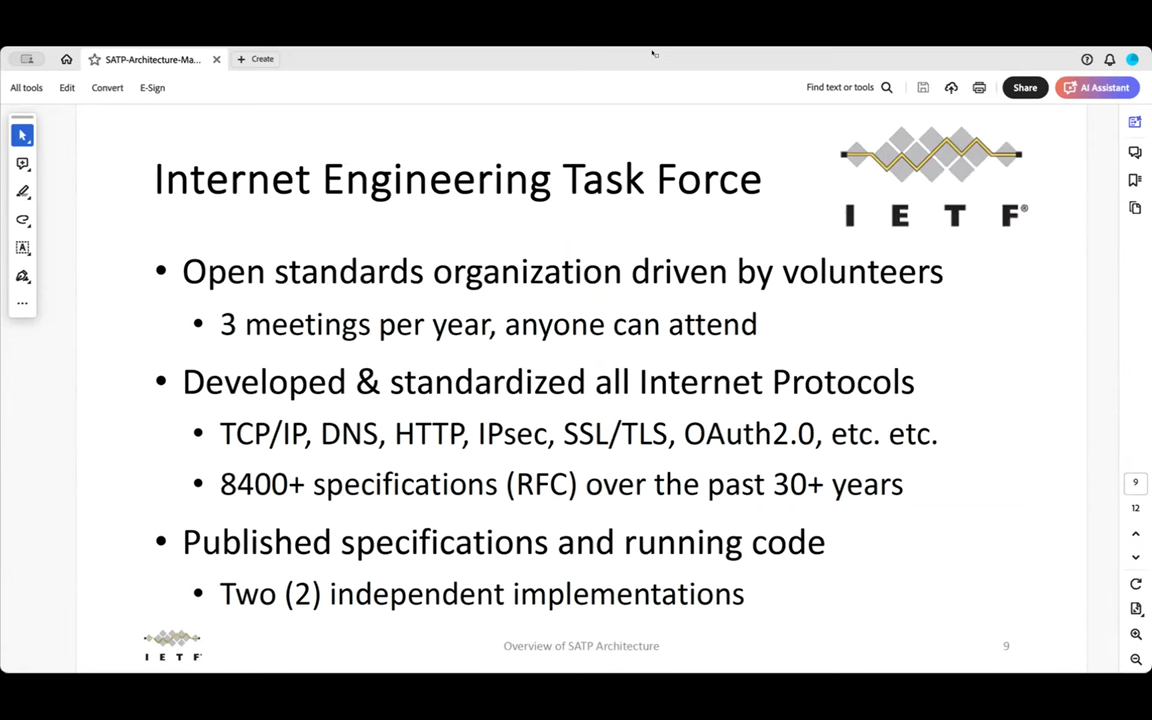 SATP-Architecture-Ma...
Create
All tools
Edit
Convert
E-Sign
Find text or tools
Share
AI Assistant
Internet Engineering Task Force
I E T F®
• Open standards organization driven by volunteers
• 3 meetings per year, anyone can attend
• Developed & standardized all Internet Protocols
• TCP/IP, DNS, HTTP, IPsec, SSL/TLS, OAuth2.0, etc. etc.
• 8400+ specifications (RFC) over the past 30+ years
• Published specifications and running code
• Two (2) independent implementations
I E T F
Overview of SATP Architecture
9
9
12